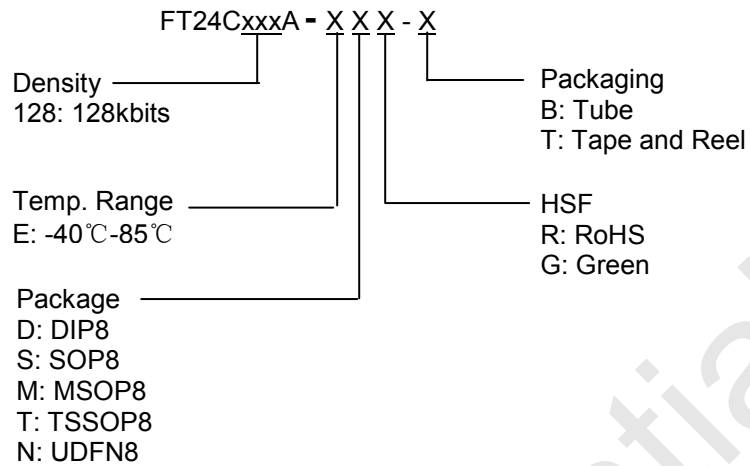 FT24CxxxA - X X X - X
Density
128: 128kbits
Temp. Range
E: -40℃-85℃
Package
D: DIP8
S: SOP8
M: MSOP8
T: TSSOP8
N: UDFN8
Packaging
B: Tube
T: Tape and Reel
HSF
R: RoHS
G: Green